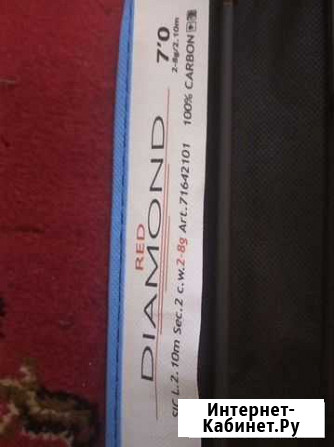 7'0
2-8g/2.10m
RED
DIAMOND
100% CARBON
SIC L.2.10m Sec.2 c.w.2-8g Art.71642101
Интернет-
Кабинет.Ру